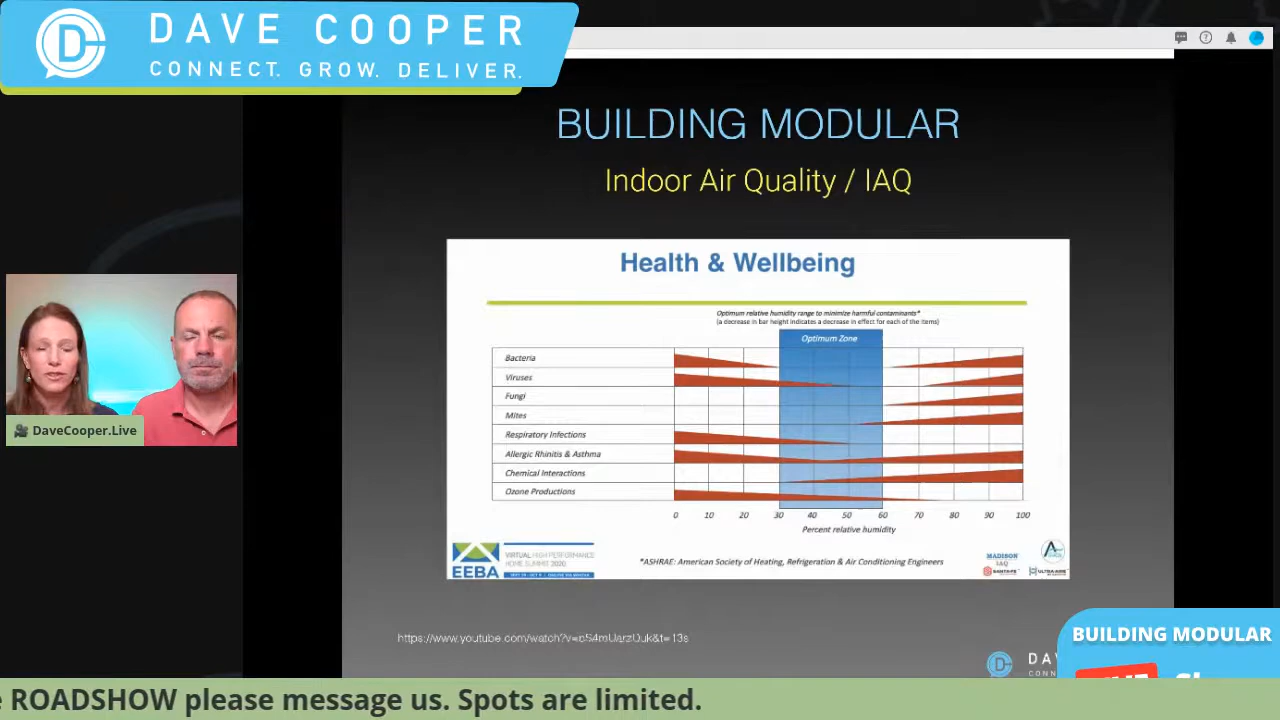 DAVE COOPER
CONNECT. GROW. DELIVER.
BUILDING MODULAR
Indoor Air Quality / IAQ
Health & Wellbeing
Optimum relative humidity range to minimize harmful contaminants*
(a decrease in bar height indicates a decrease in effect for each of the items)
Optimum Zone
Bacteria
Viruses
Fungi
Mites
Respiratory Infections
Allergic Rhinitis & Asthma
Chemical Interactions
Ozone Productions
0 10 20 30 40 50 60 70 80 90 100
Percent relative humidity
*ASHRAE: American Society of Heating, Refrigeration & Air Conditioning Engineers
EEBA
VIRTUAL HIGH PERFORMANCE
HOME SUMMIT 2020
MADISON
IAQ
SANTA-FE
ULTRA-AIRE
DaveCooper.Live
BUILDING MODULAR
ROADSHOW please message us. Spots are limited.